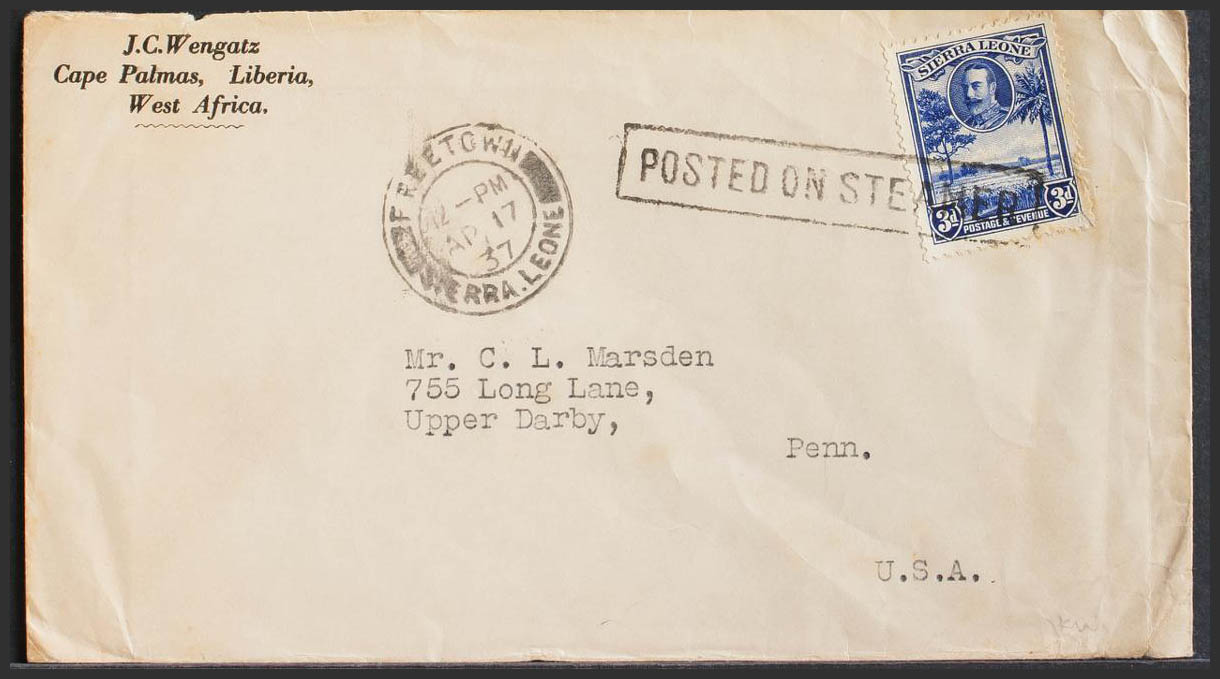 J.C.Wengatz
Cape Palmas, Liberia,
West Africa.
FREETOWN
12-PM
AP 17
37
SIERRA.LEONE
POSTED ON STEAMER
SIERRA LEONE
3d
3d
POSTAGE & REVENUE
Mr. C. L. Marsden
755 Long Lane,
Upper Darby,
Penn.
U.S.A.